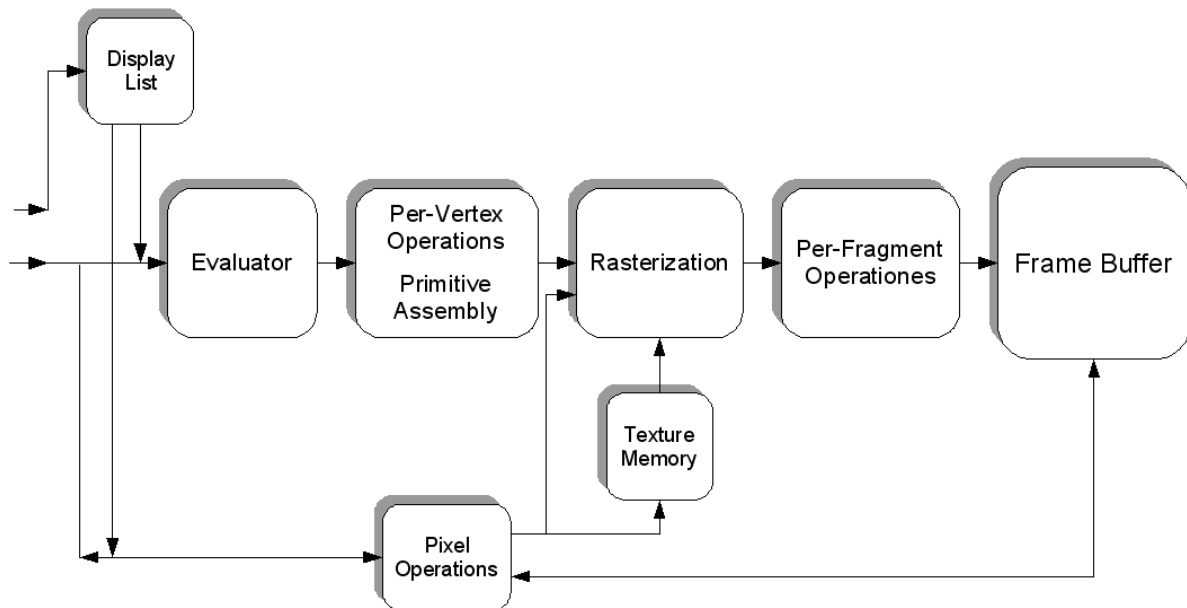 Display
List
Evaluator
Per-Vertex
Operations
Primitive
Assembly
Rasterization
Per-Fragment
Operationes
Frame Buffer
Texture
Memory
Pixel
Operations